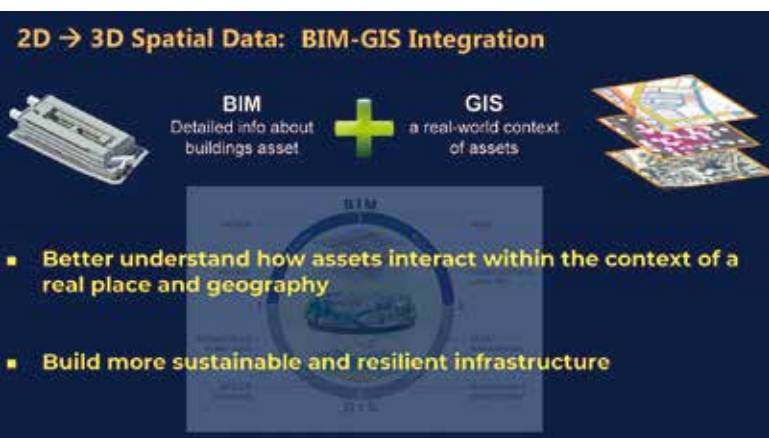 2D → 3D Spatial Data: BIM-GIS Integration
BIM
Detailed info about
buildings asset
GIS
a real-world context
of assets
BIM
▪ Better understand how assets interact within the context of a
real place and geography
▪ Build more sustainable and resilient infrastructure
GIS